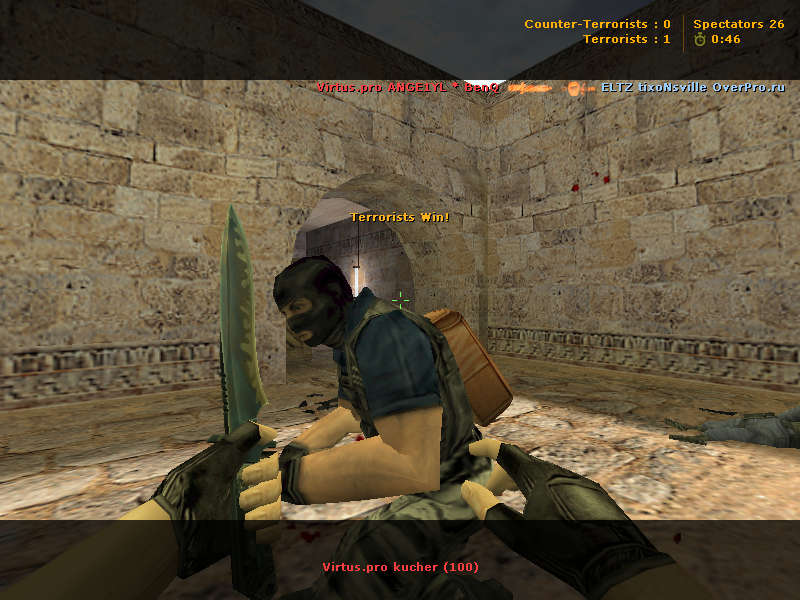 Counter-Terrorists : 0 Spectators 26
Terrorists : 1 0:46
Virtus.pro ANGE1YL * BenQ ELTZ tixoNsville OverPro.ru
Terrorists Win!
Virtus.pro kucher (100)